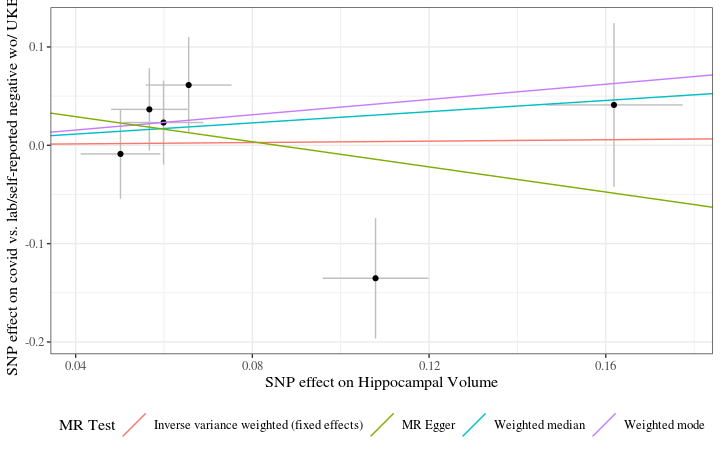 SNP effect on covid vs. lab/self-reported negative wo/ UKB
0.1
0.0
-0.1
-0.2
0.04 0.08 0.12 0.16
SNP effect on Hippocampal Volume
MR Test Inverse variance weighted (fixed effects) MR Egger Weighted median Weighted mode